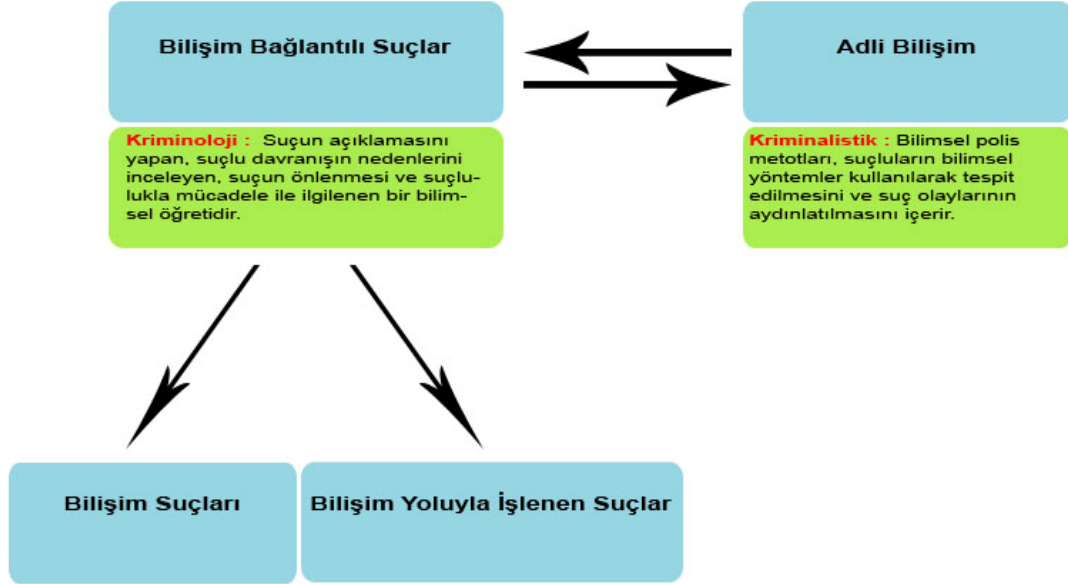 Bilişim Bağlantılı Suçlar
Kriminoloji : Suçun açıklamasını
yapan, suçlu davranışın nedenlerini
inceleyen, suçun önlenmesi ve suçlu-
lukla mücadele ile ilgilenen bir bilim-
sel öğretidir.
Adli Bilişim
Kriminalistik : Bilimsel polis
metotları, suçluların bilimsel
yöntemler kullanılarak tespit
edilmesini ve suç olaylarının
aydınlatılmasını içerir.
Bilişim Suçları
Bilişim Yoluyla İşlenen Suçlar